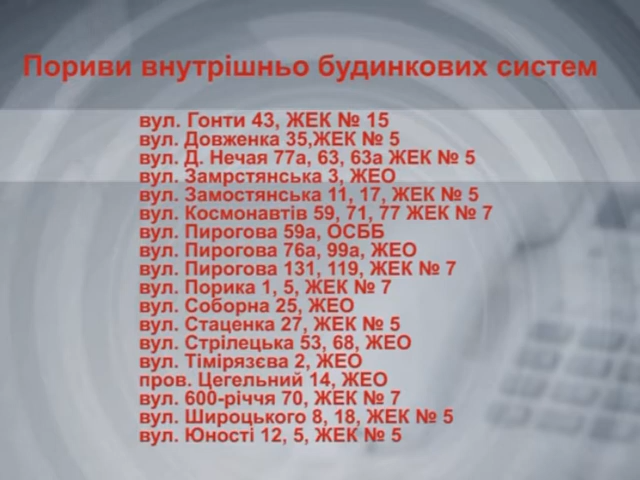 Пориви внутрішньо будинкових систем
вул. Гонти 43, ЖЕК № 15
вул. Довженка 35,ЖЕК № 5
вул. Д. Нечая 77а, 63, 63а ЖЕК № 5
вул. Замрстянська 3, ЖЕО
вул. Замостянська 11, 17, ЖЕК № 5
вул. Космонавтів 59, 71, 77 ЖЕК № 7
вул. Пирогова 59а, ОСББ
вул. Пирогова 76а, 99а, ЖЕО
вул. Пирогова 131, 119, ЖЕК № 7
вул. Порика 1, 5, ЖЕК № 7
вул. Соборна 25, ЖЕО
вул. Стаценка 27, ЖЕК № 5
вул. Стрілецька 53, 68, ЖЕО
вул. Тімірязєва 2, ЖЕО
пров. Цегельний 14, ЖЕО
вул. 600-річчя 70, ЖЕК № 7
вул. Широцького 8, 18, ЖЕК № 5
вул. Юності 12, 5, ЖЕК № 5